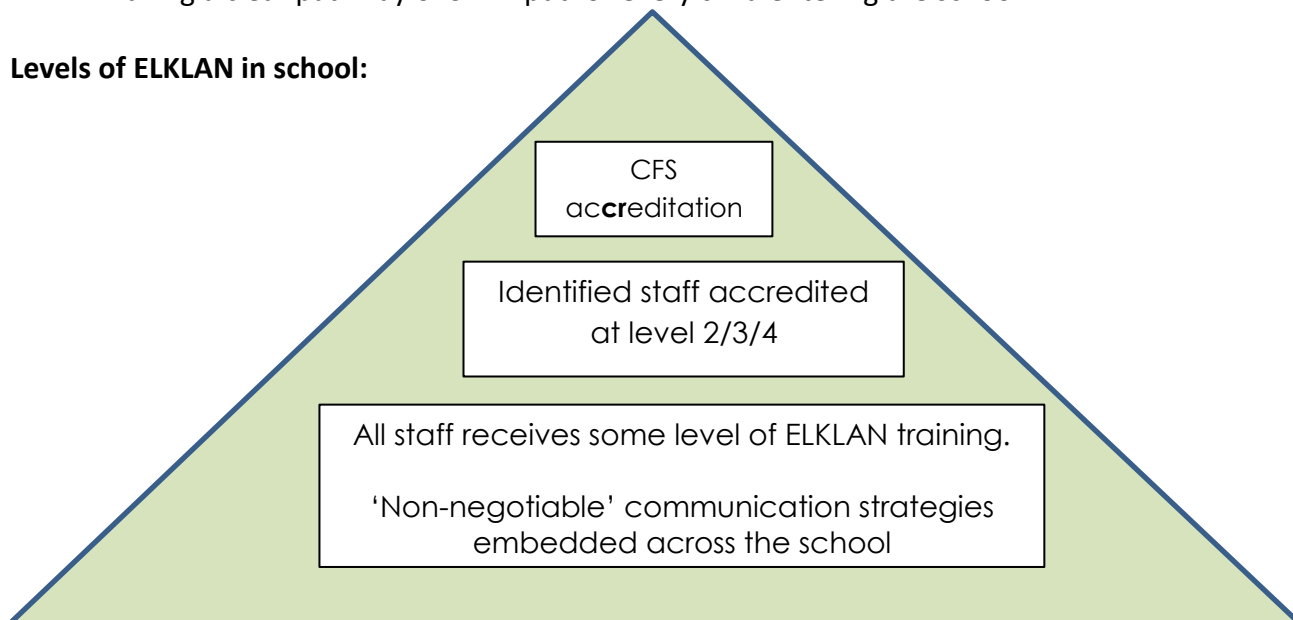 Levels of ELKLAN in school:
CFS
accreditation
Identified staff accredited
at level 2/3/4
All staff receives some level of ELKLAN training.
‘Non-negotiable’ communication strategies
embedded across the school